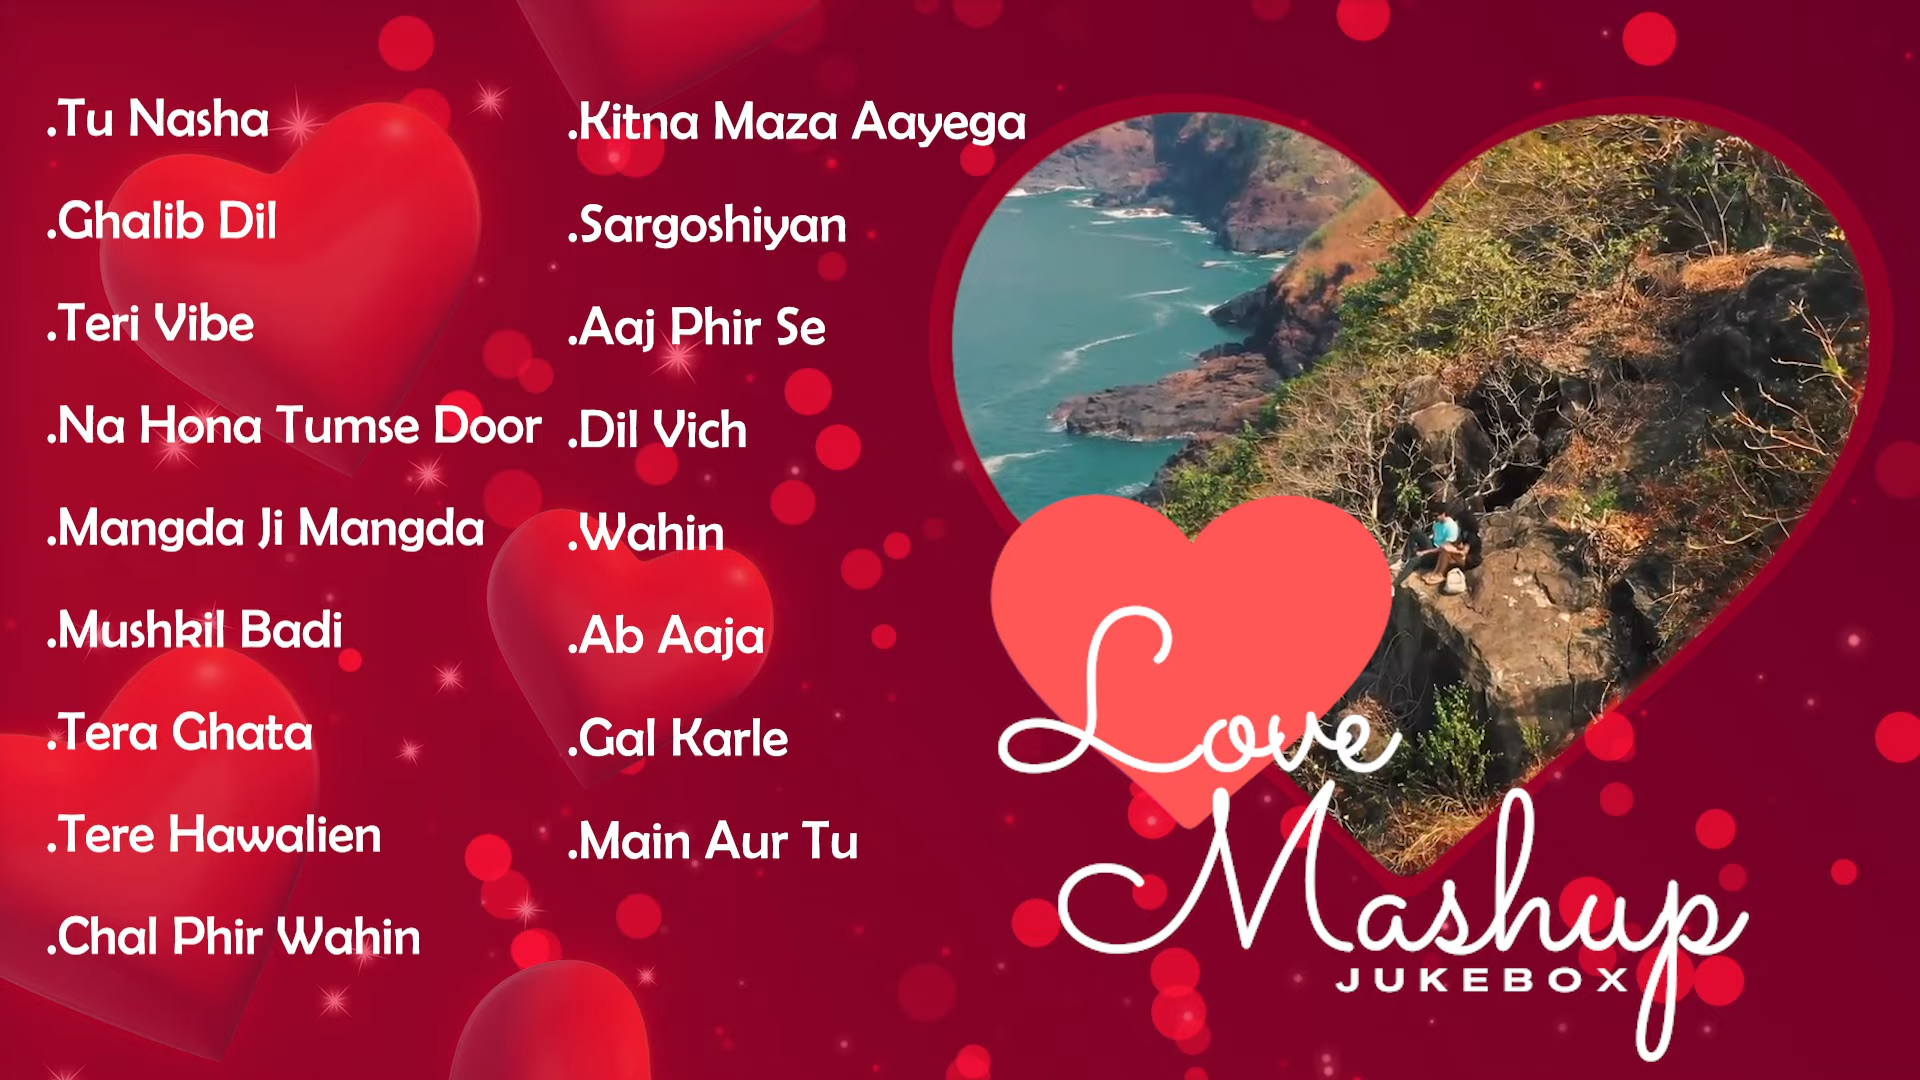 .Tu Nasha
.Ghalib Dil
.Teri Vibe
.Na Hona Tumse Door
.Mangda Ji Mangda
.Mushkil Badi
.Tera Ghata
.Tere Hawalien
.Chal Phir Wahin
.Kitna Maza Aayega
.Sargoshiyan
.Aaj Phir Se
.Dil Vich
.Wahin
.Ab Aaja
.Gal Karle
.Main Aur Tu
Love
Mashup
JUKEBOX